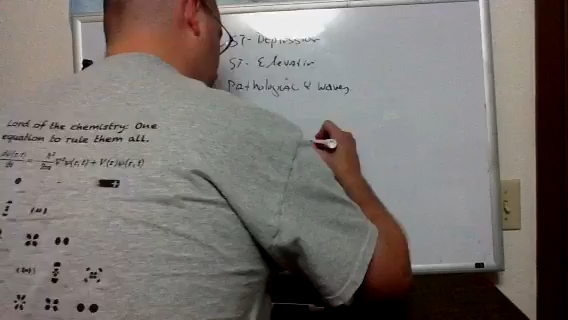 ST- Depression
ST- Elevation
Pathological Q waves
Lord of the chemistry: One
equation to rule them all.